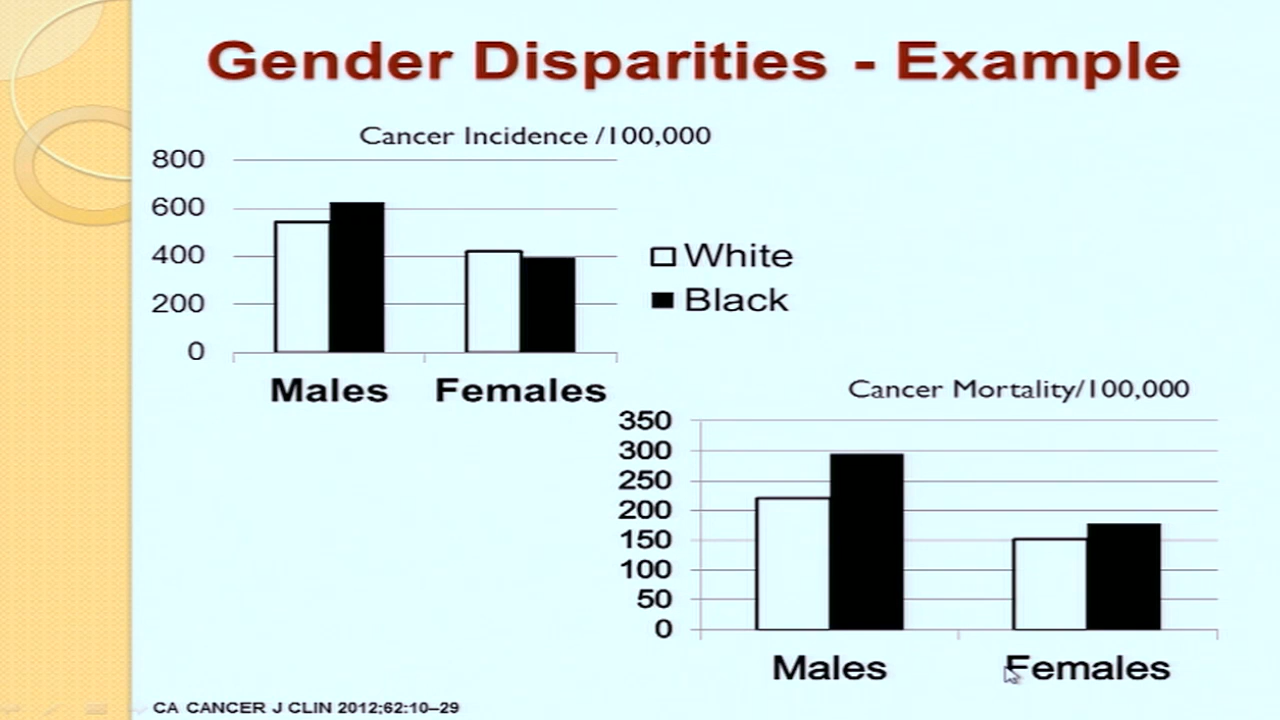 Gender Disparities - Example
Cancer Incidence /100,000
800
600
400
200
0
Males Females
White
Black
Cancer Mortality/100,000
350
300
250
200
150
100
50
0
Males Females
CA CANCER J CLIN 2012;62:10–29